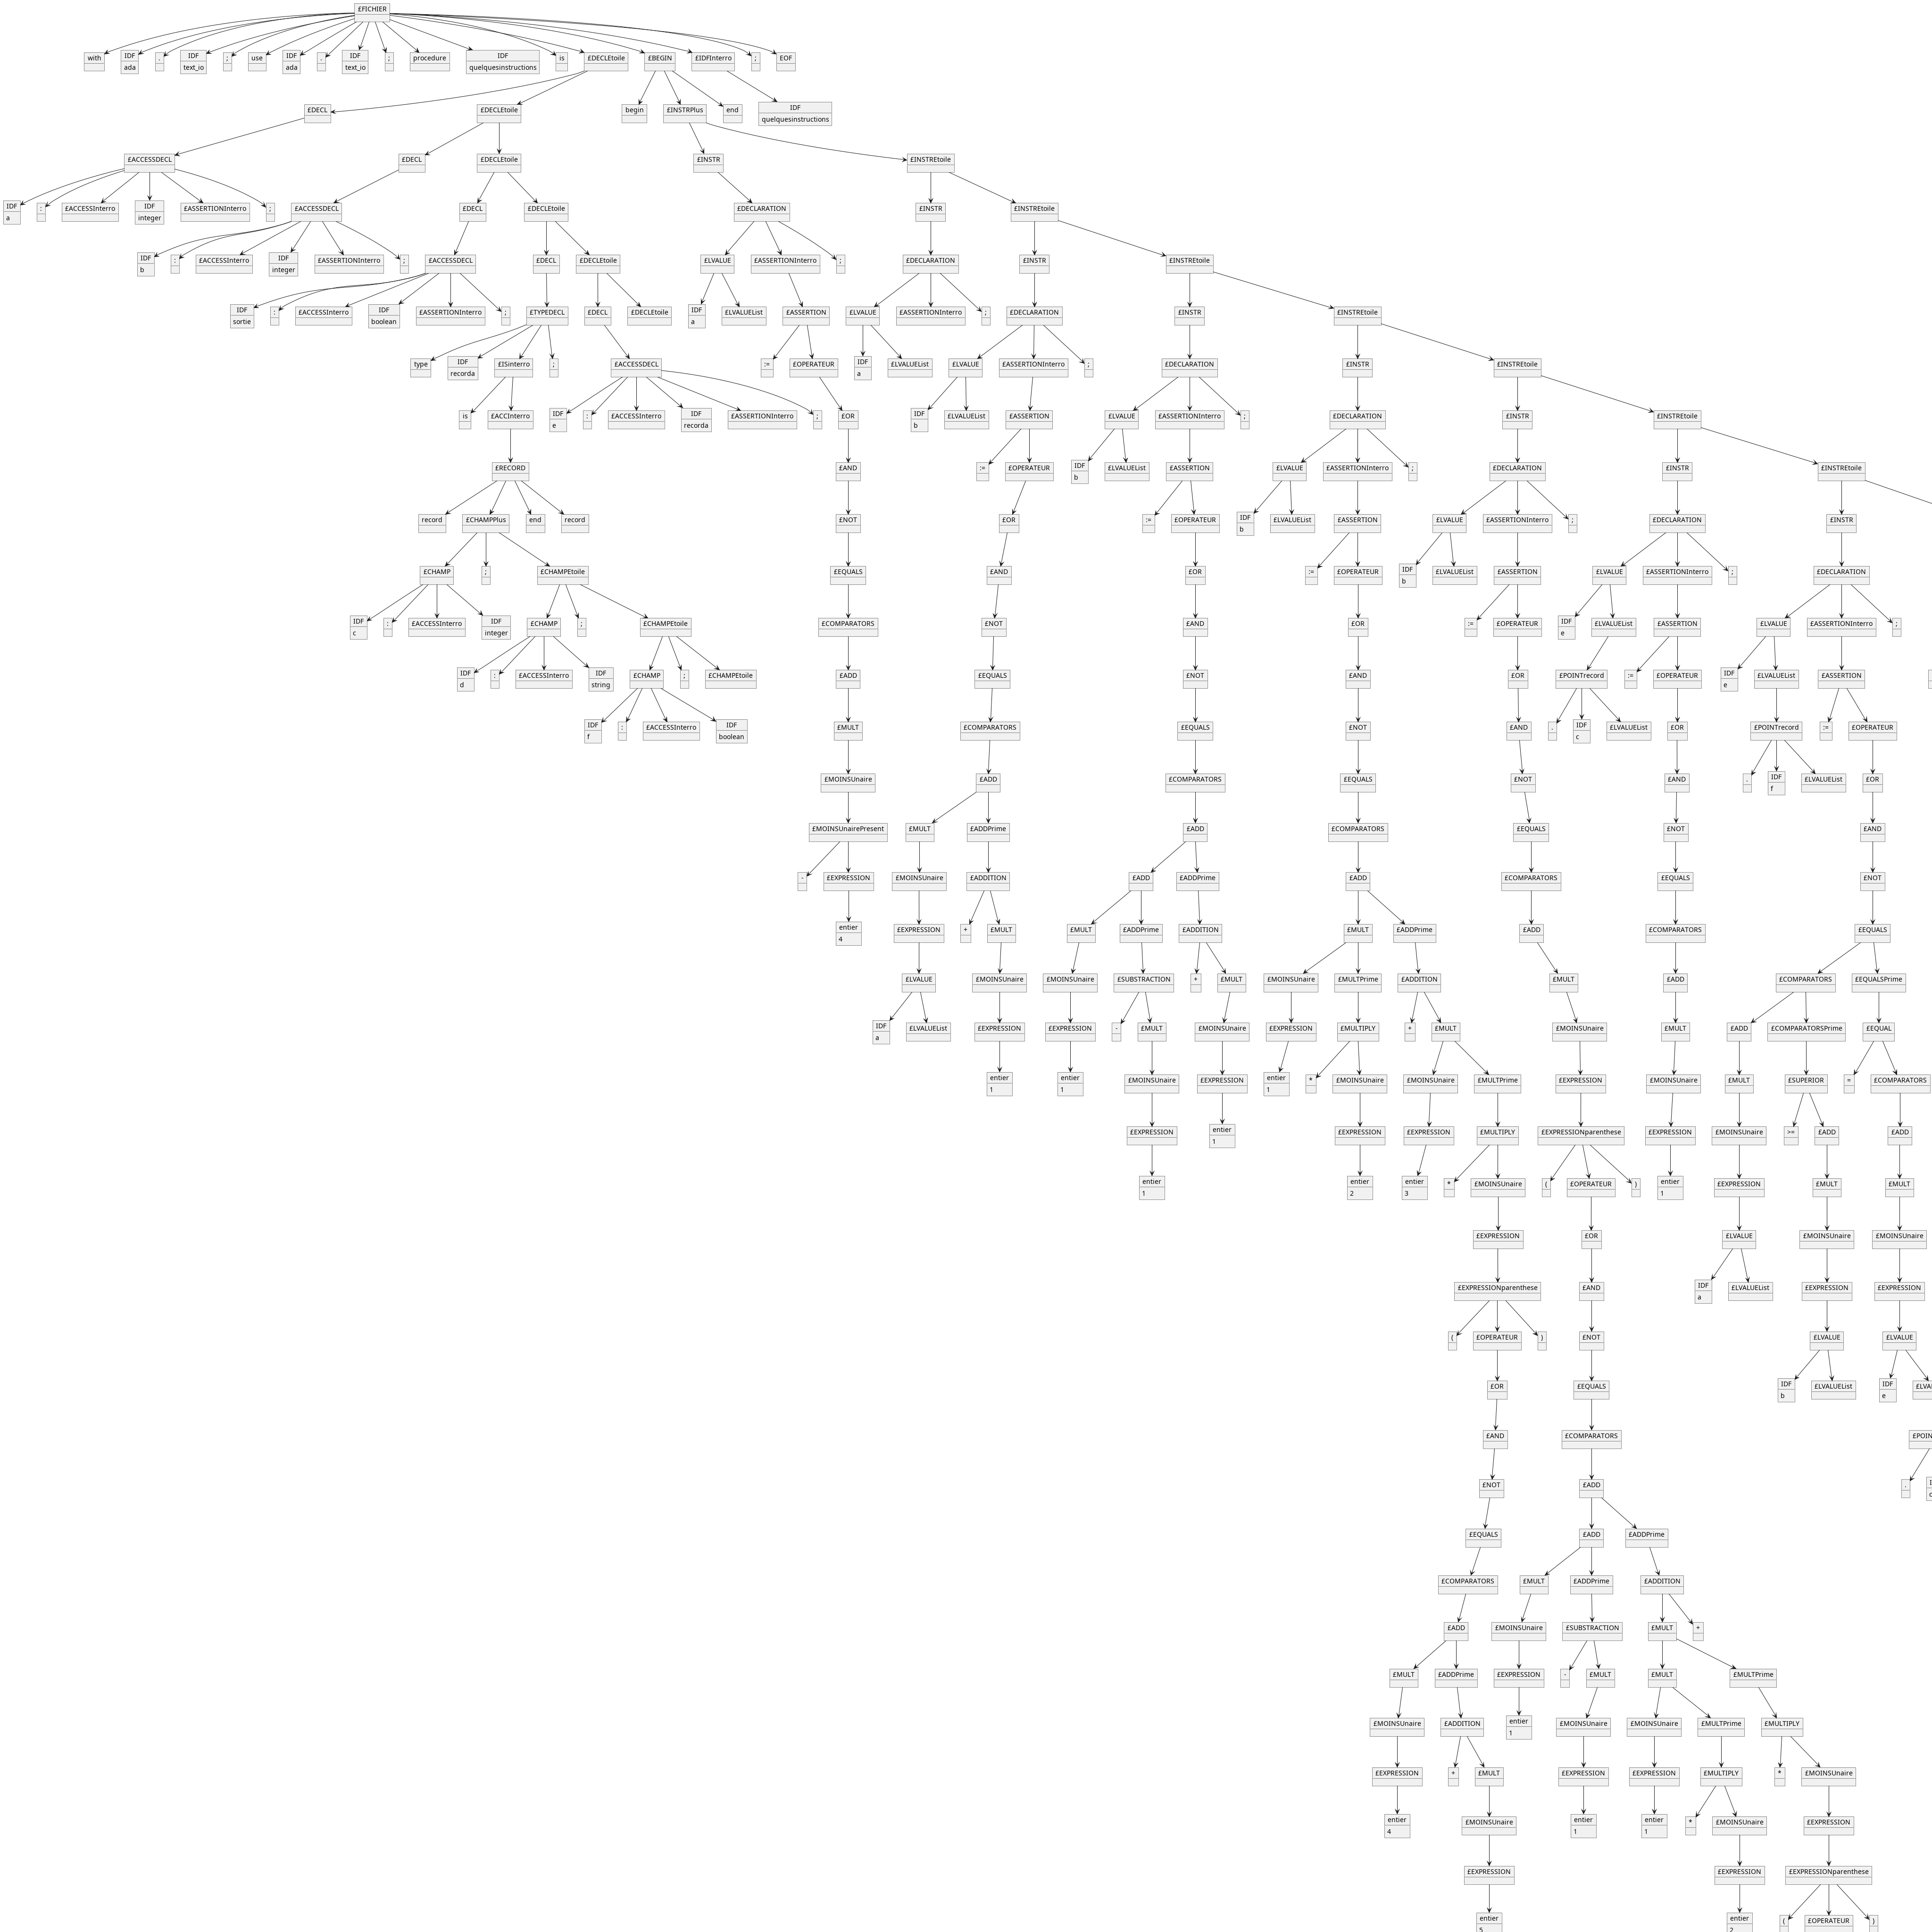 £FICHIER
with IDF . IDF ; use IDF . IDF ; procedure IDF is £DECLEtoile £BEGIN £IDFInterro ; EOF
ada text_io ada text_io quelquesinstructions
£DECL £DECLEtoile begin £INSTRPlus end IDF
quelquesinstructions
£ACCESSDECL £DECL £DECLEtoile £INSTR £INSTREtoile
IDF : £ACCESSInterro IDF £ASSERTIONInterro ; £ACCESSDECL £DECL £DECLEtoile £DECLARATION £INSTR £INSTREtoile
a integer
IDF : £ACCESSInterro IDF £ASSERTIONInterro ; £ACCESSDECL £DECL £DECLEtoile £LVALUE £ASSERTIONInterro ; £DECLARATION £INSTR £INSTREtoile
b integer
IDF : £ACCESSInterro IDF £ASSERTIONInterro ; £TYPEDECL £DECL £DECLEtoile IDF £LVALUEList £ASSERTION £LVALUE £ASSERTIONInterro ; £DECLARATION £INSTR £INSTREtoile
sortie boolean a
type IDF £ISinterro ; £ACCESSDECL := £OPERATEUR IDF £LVALUEList £LVALUE £ASSERTIONInterro ; £DECLARATION £INSTR £INSTREtoile
recorda a
is £ACCInterro IDF : £ACCESSInterro IDF £ASSERTIONInterro ; £OR IDF £LVALUEList £ASSERTION £LVALUE £ASSERTIONInterro ; £DECLARATION £INSTR £INSTREtoile
e recorda b
£RECORD £AND := £OPERATEUR IDF £LVALUEList £ASSERTION £LVALUE £ASSERTIONInterro ; £DECLARATION £INSTR £INSTREtoile
b
record £CHAMPPlus end record £NOT £OR := £OPERATEUR IDF £LVALUEList £ASSERTION £LVALUE £ASSERTIONInterro ; £DECLARATION £INSTR
b
£CHAMP ; £CHAMPEtoile £EQUALS £AND £OR := £OPERATEUR IDF £LVALUEList £ASSERTION £LVALUE £ASSERTIONInterro ; £DECLARATION
b
IDF : £ACCESSInterro IDF £CHAMP ; £CHAMPEtoile £COMPARATORS £NOT £AND £OR := £OPERATEUR IDF £LVALUEList £ASSERTION £LVALUE £ASSERTIONInterro ;
c integer e
IDF : £ACCESSInterro IDF £CHAMP ; £CHAMPEtoile £ADD £EQUALS £NOT £AND £OR £POINTrecord := £OPERATEUR IDF £LVALUEList £ASSERTION
d string e
IDF : £ACCESSInterro IDF £MULT £COMPARATORS £EQUALS £NOT £AND . IDF £LVALUEList £OR £POINTrecord := £OPERATEUR
f boolean c
£MOINSUnaire £ADD £COMPARATORS £EQUALS £NOT £AND . IDF £LVALUEList £OR
f
£MOINSUnairePresent £MULT £ADDPrime £ADD £COMPARATORS £EQUALS £NOT £AND
- £EXPRESSION £MOINSUnaire £ADDITION £ADD £ADDPrime £ADD £COMPARATORS £EQUALS £NOT
entier £EXPRESSION + £MULT £MULT £ADDPrime £ADDITION £MULT £ADDPrime £ADD £COMPARATORS £EQUALS
4
£LVALUE £MOINSUnaire £MOINSUnaire £SUBSTRACTION + £MULT £MOINSUnaire £MULTPrime £ADDITION £MULT £ADD £COMPARATORS £EQUALSPrime
IDF £LVALUEList £EXPRESSION £EXPRESSION - £MULT £MOINSUnaire £EXPRESSION £MULTIPLY + £MULT £MOINSUnaire £MULT £ADD £COMPARATORSPrime £EQUAL
a
entier entier £MOINSUnaire £EXPRESSION entier * £MOINSUnaire £MOINSUnaire £MULTPrime £EXPRESSION £MOINSUnaire £MULT £SUPERIOR = £COMPARATORS
1 1 1
£EXPRESSION entier £EXPRESSION £EXPRESSION £MULTIPLY £EXPRESSIONparenthese £EXPRESSION £MOINSUnaire >= £ADD £ADD
1
entier entier entier * £MOINSUnaire ( £OPERATEUR ) entier £EXPRESSION £MULT £MULT
1 2 3 1
£EXPRESSION £OR £LVALUE £MOINSUnaire £MOINSUnaire
£EXPRESSIONparenthese £AND IDF £LVALUEList £EXPRESSION £EXPRESSION
a
( £OPERATEUR ) £NOT £LVALUE £LVALUE
£OR £EQUALS IDF £LVALUEList IDF
b e
£AND £COMPARATORS .
£NOT £ADD
£EQUALS £ADD £ADDPrime
£COMPARATORS £MULT £ADDPrime £ADDITION
£ADD £MOINSUnaire £SUBSTRACTION £MULT +
£MULT £ADDPrime £EXPRESSION - £MULT £MULT £MULTPrime
£MOINSUnaire £ADDITION entier £MOINSUnaire £MOINSUnaire £MULTPrime £MULTIPLY
1
£EXPRESSION + £MULT £EXPRESSION £EXPRESSION £MULTIPLY * £MOINSUnaire
entier £MOINSUnaire entier entier * £MOINSUnaire £EXPRESSION
4 1 1
£EXPRESSION £EXPRESSION £EXPRESSIONparenthese
entier entier ( £OPERATEUR )
5 2